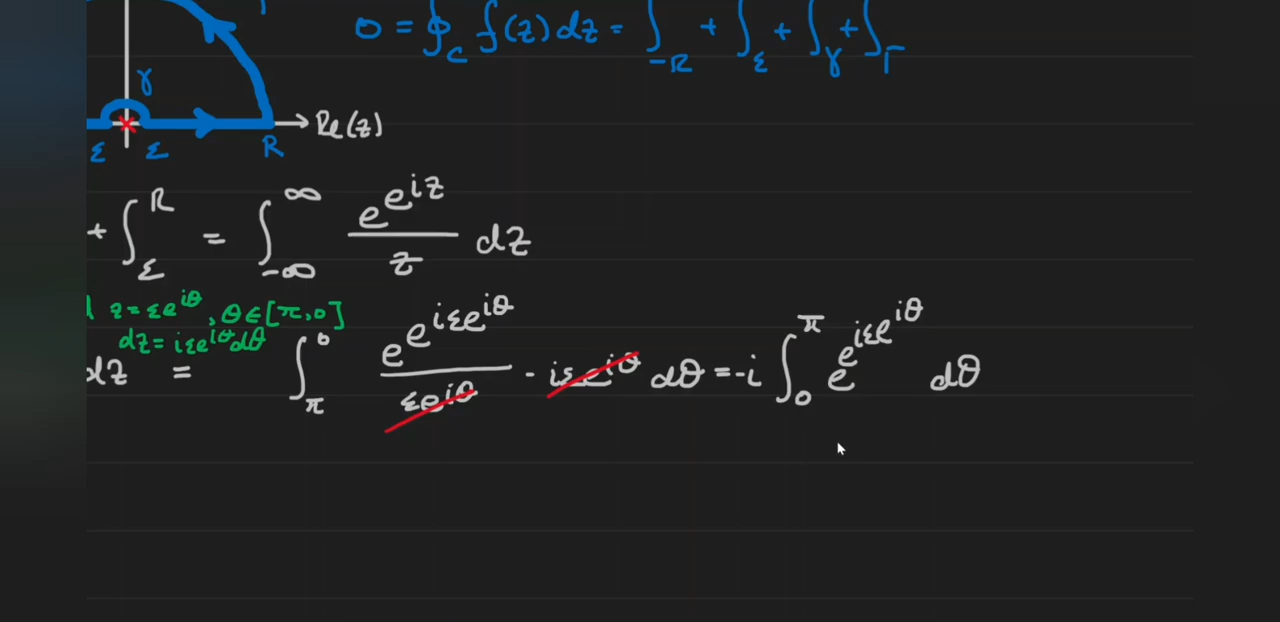 0 = ∮_C f(z) dz = ∫_{-R} + ∫_ε + ∫_γ + ∫_Γ
γ
Re(z)
ε ε R
+ ∫_ε^R = ∫_{-∞}^{∞} e^{e^{iz}}/z dz
z = εe^{iθ}, θ ∈ [π, 0]
dz = iεe^{iθ} dθ
dz = ∫_π^0 e^{e^{iεe^{iθ}}}/εe^{iθ} · iεe^{iθ} dθ = -i ∫_0^π e^{e^{iεe^{iθ}}} dθ